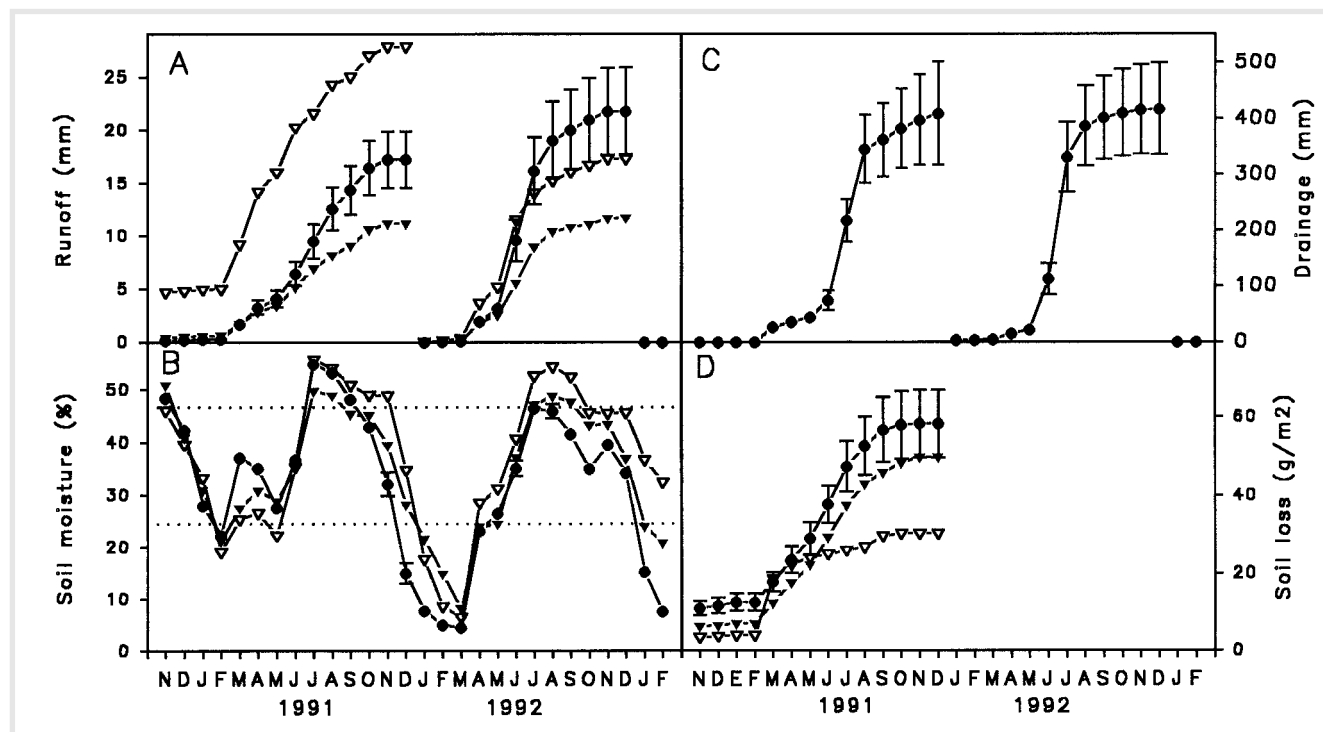 A
Runoff (mm)
25
20
15
10
5
0
B
Soil moisture (%)
50
40
30
20
10
0
N D J F M A M J J A S O N D J F M A M J J A S O N D J F
1991 1992
C
Drainage (mm)
500
400
300
200
100
0
D
Soil loss (g/m2)
60
40
20
0
N D E F M A M J J A S O N D J F M A M J J A S O N D J F
1991 1992